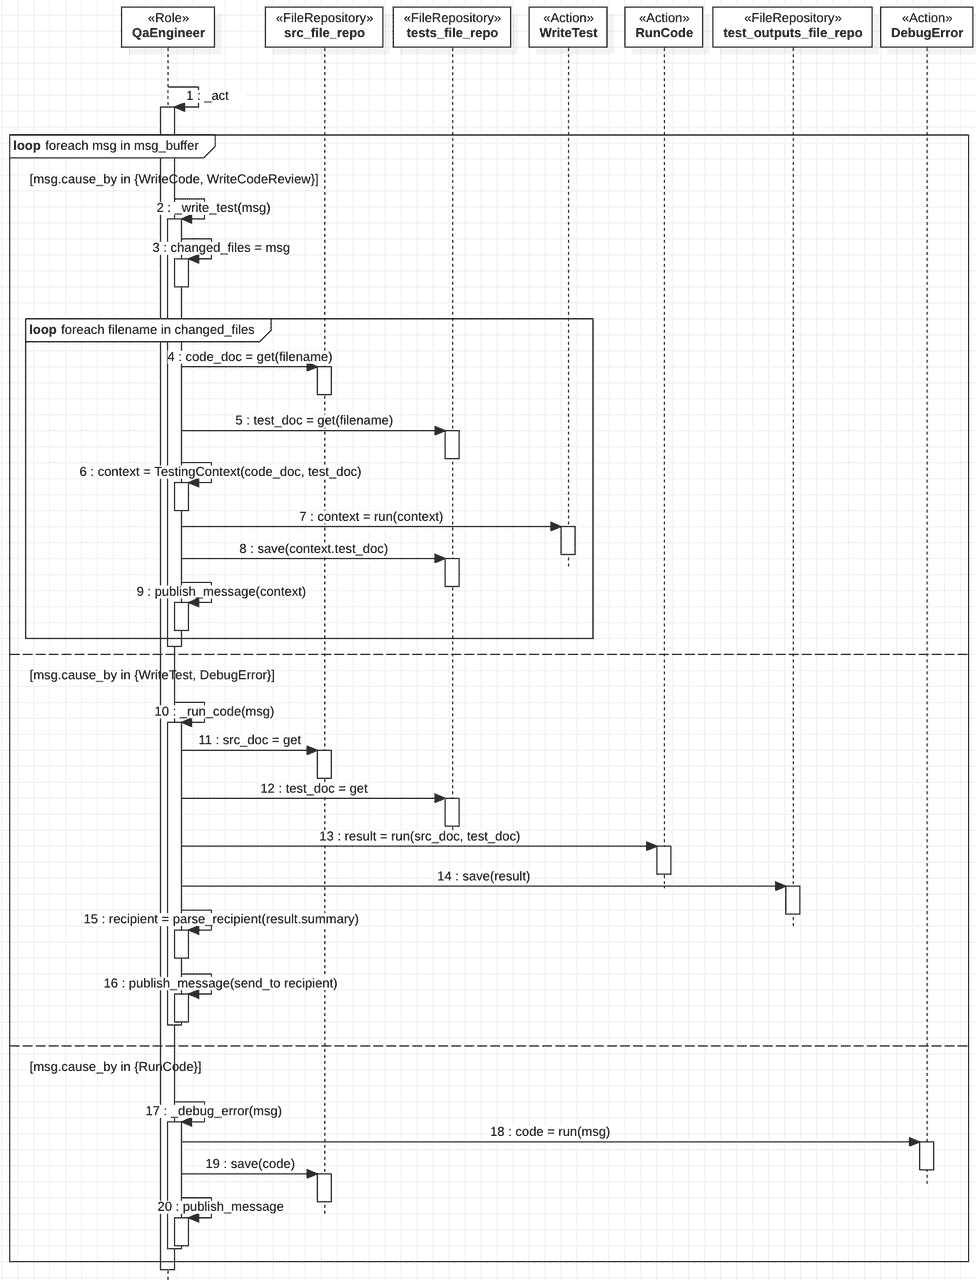 «Role»
QaEngineer
«FileRepository»
src_file_repo
«FileRepository»
tests_file_repo
«Action»
WriteTest
«Action»
RunCode
«FileRepository»
test_outputs_file_repo
«Action»
DebugError
1 : _act
loop foreach msg in msg_buffer
[msg.cause_by in {WriteCode, WriteCodeReview}]
2 : _write_test(msg)
3 : changed_files = msg
loop foreach filename in changed_files
4 : code_doc = get(filename)
5 : test_doc = get(filename)
6 : context = TestingContext(code_doc, test_doc)
7 : context = run(context)
8 : save(context.test_doc)
9 : publish_message(context)
[msg.cause_by in {WriteTest, DebugError}]
10 : _run_code(msg)
11 : src_doc = get
12 : test_doc = get
13 : result = run(src_doc, test_doc)
14 : save(result)
15 : recipient = parse_recipient(result.summary)
16 : publish_message(send_to recipient)
[msg.cause_by in {RunCode}]
17 : _debug_error(msg)
18 : code = run(msg)
19 : save(code)
20 : publish_message